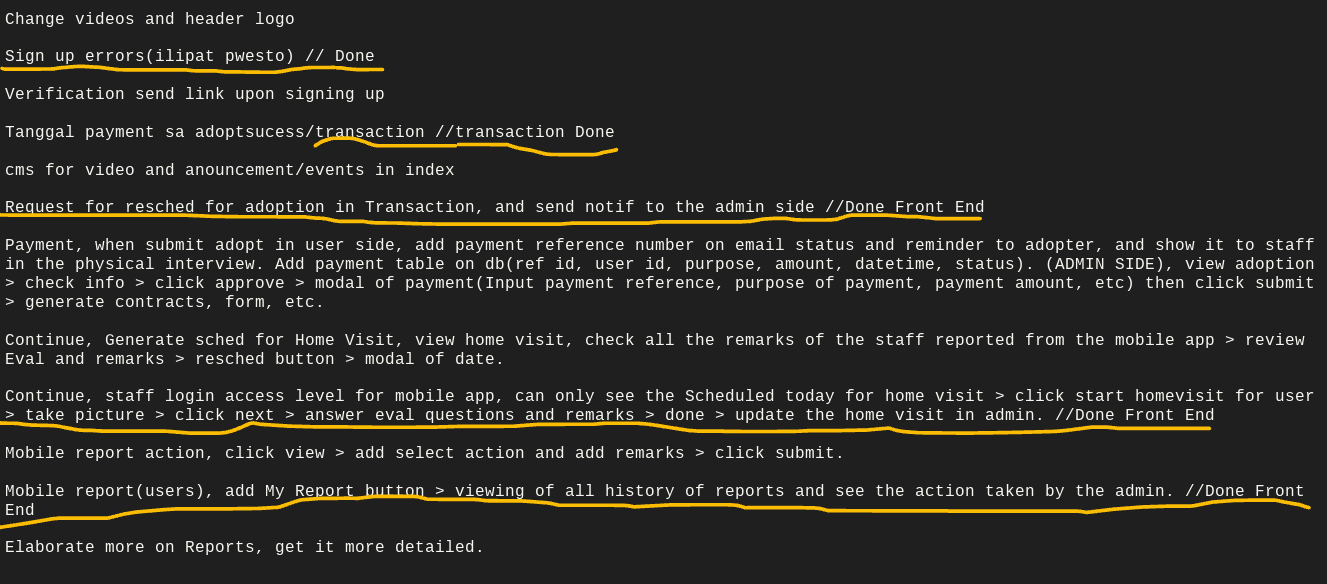 Change videos and header logo
Sign up errors(ilipat pwesto) // Done
Verification send link upon signing up
Tanggal payment sa adoptsucess/transaction //transaction Done
cms for video and anouncement/events in index
Request for resched for adoption in Transaction, and send notif to the admin side //Done Front End
Payment, when submit adopt in user side, add payment reference number on email status and reminder to adopter, and show it to staff
in the physical interview. Add payment table on db(ref id, user id, purpose, amount, datetime, status). (ADMIN SIDE), view adoption
> check info > click approve > modal of payment(Input payment reference, purpose of payment, payment amount, etc) then click submit
> generate contracts, form, etc.
Continue, Generate sched for Home Visit, view home visit, check all the remarks of the staff reported from the mobile app > review
Eval and remarks > resched button > modal of date.
Continue, staff login access level for mobile app, can only see the Scheduled today for home visit > click start homevisit for user
> take picture > click next > answer eval questions and remarks > done > update the home visit in admin. //Done Front End
Mobile report action, click view > add select action and add remarks > click submit.
Mobile report(users), add My Report button > viewing of all history of reports and see the action taken by the admin. //Done Front
End
Elaborate more on Reports, get it more detailed.